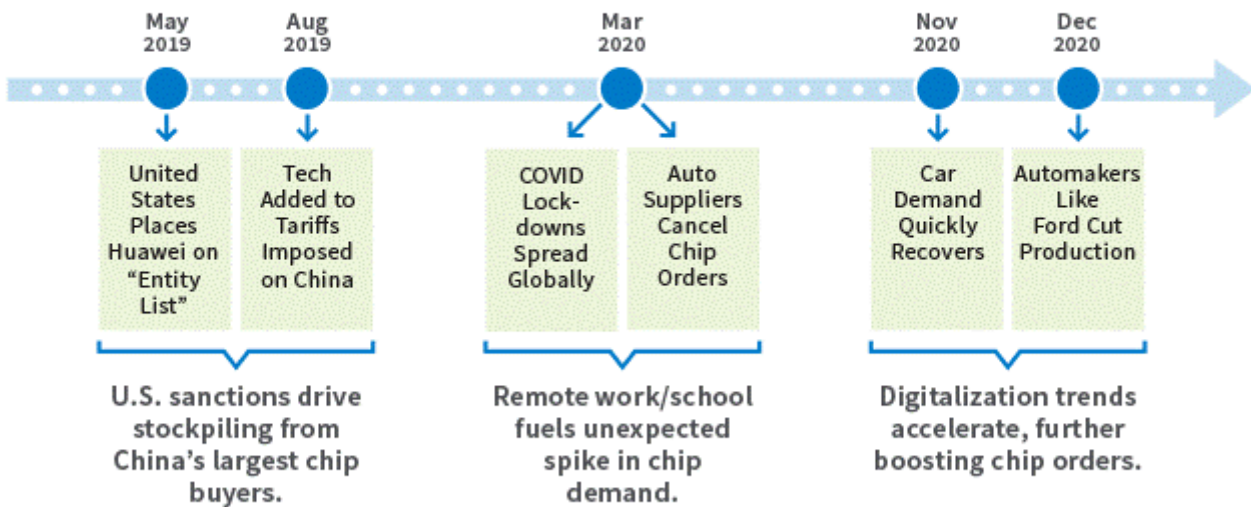 May
2019
Aug
2019
Mar
2020
Nov
2020
Dec
2020
United
States
Places
Huawei on
“Entity
List”
Tech
Added to
Tariffs
Imposed
on China
COVID
Lock-
downs
Spread
Globally
Auto
Suppliers
Cancel
Chip
Orders
Car
Demand
Quickly
Recovers
Automakers
Like
Ford Cut
Production
U.S. sanctions drive
stockpiling from
China’s largest chip
buyers.
Remote work/school
fuels unexpected
spike in chip
demand.
Digitalization trends
accelerate, further
boosting chip orders.